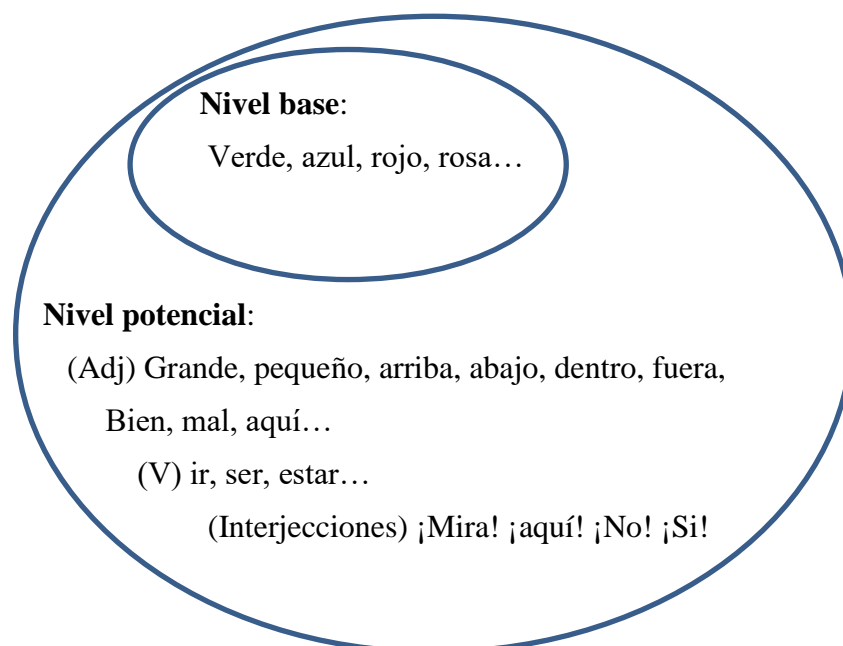 Nivel base:
Verde, azul, rojo, rosa…
Nivel potencial:
(Adj) Grande, pequeño, arriba, abajo, dentro, fuera,
Bien, mal, aquí…
(V) ir, ser, estar…
(Interjecciones) ¡Mira! ¡aquí! ¡No! ¡Si!